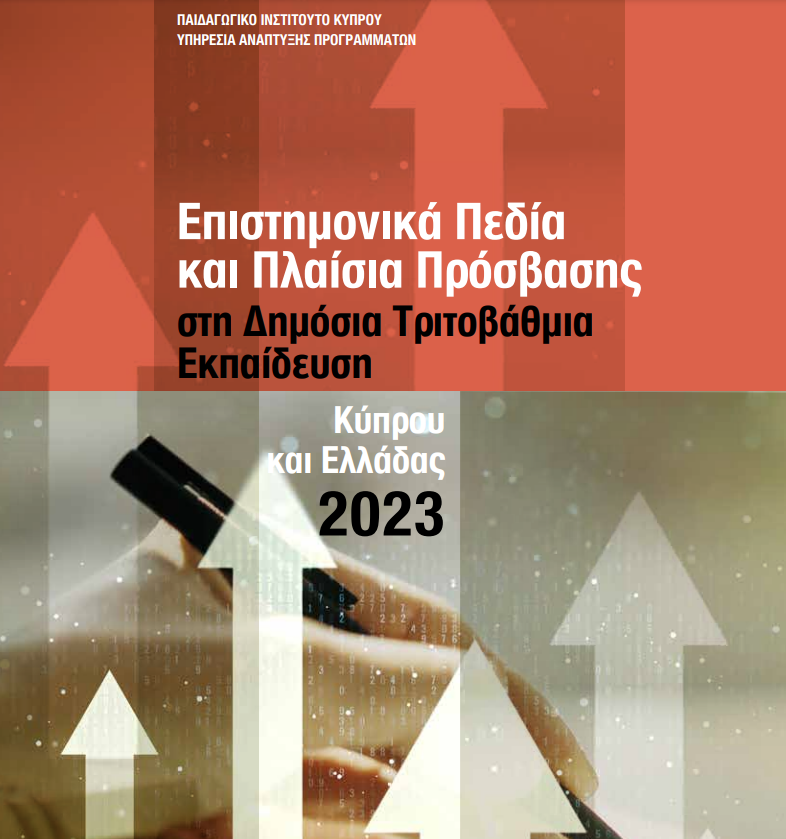 ΠΑΙΔΑΓΩΓΙΚΟ ΙΝΣΤΙΤΟΥΤΟ ΚΥΠΡΟΥ
ΥΠΗΡΕΣΙΑ ΑΝΑΠΤΥΞΗΣ ΠΡΟΓΡΑΜΜΑΤΩΝ
Επιστημονικά Πεδία
και Πλαίσια Πρόσβασης
στη Δημόσια Τριτοβάθμια
Εκπαίδευση
Κύπρου
και Ελλάδας
2023